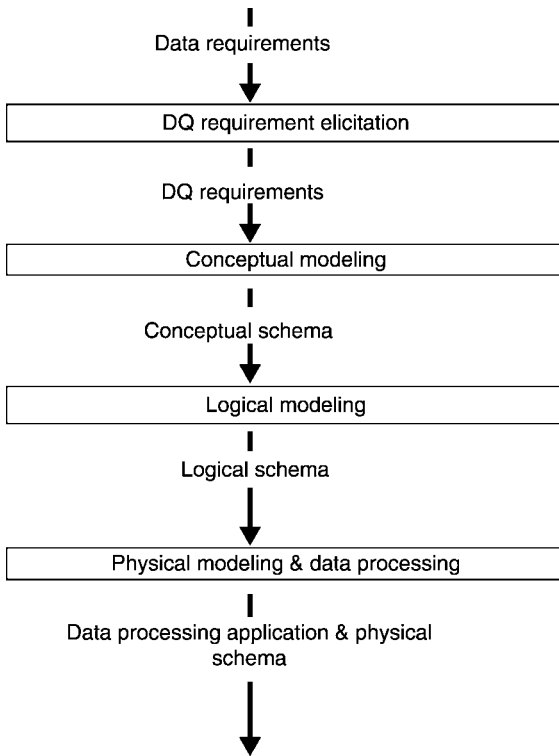 Data requirements
DQ requirement elicitation
DQ requirements
Conceptual modeling
Conceptual schema
Logical modeling
Logical schema
Physical modeling & data processing
Data processing application & physical
schema